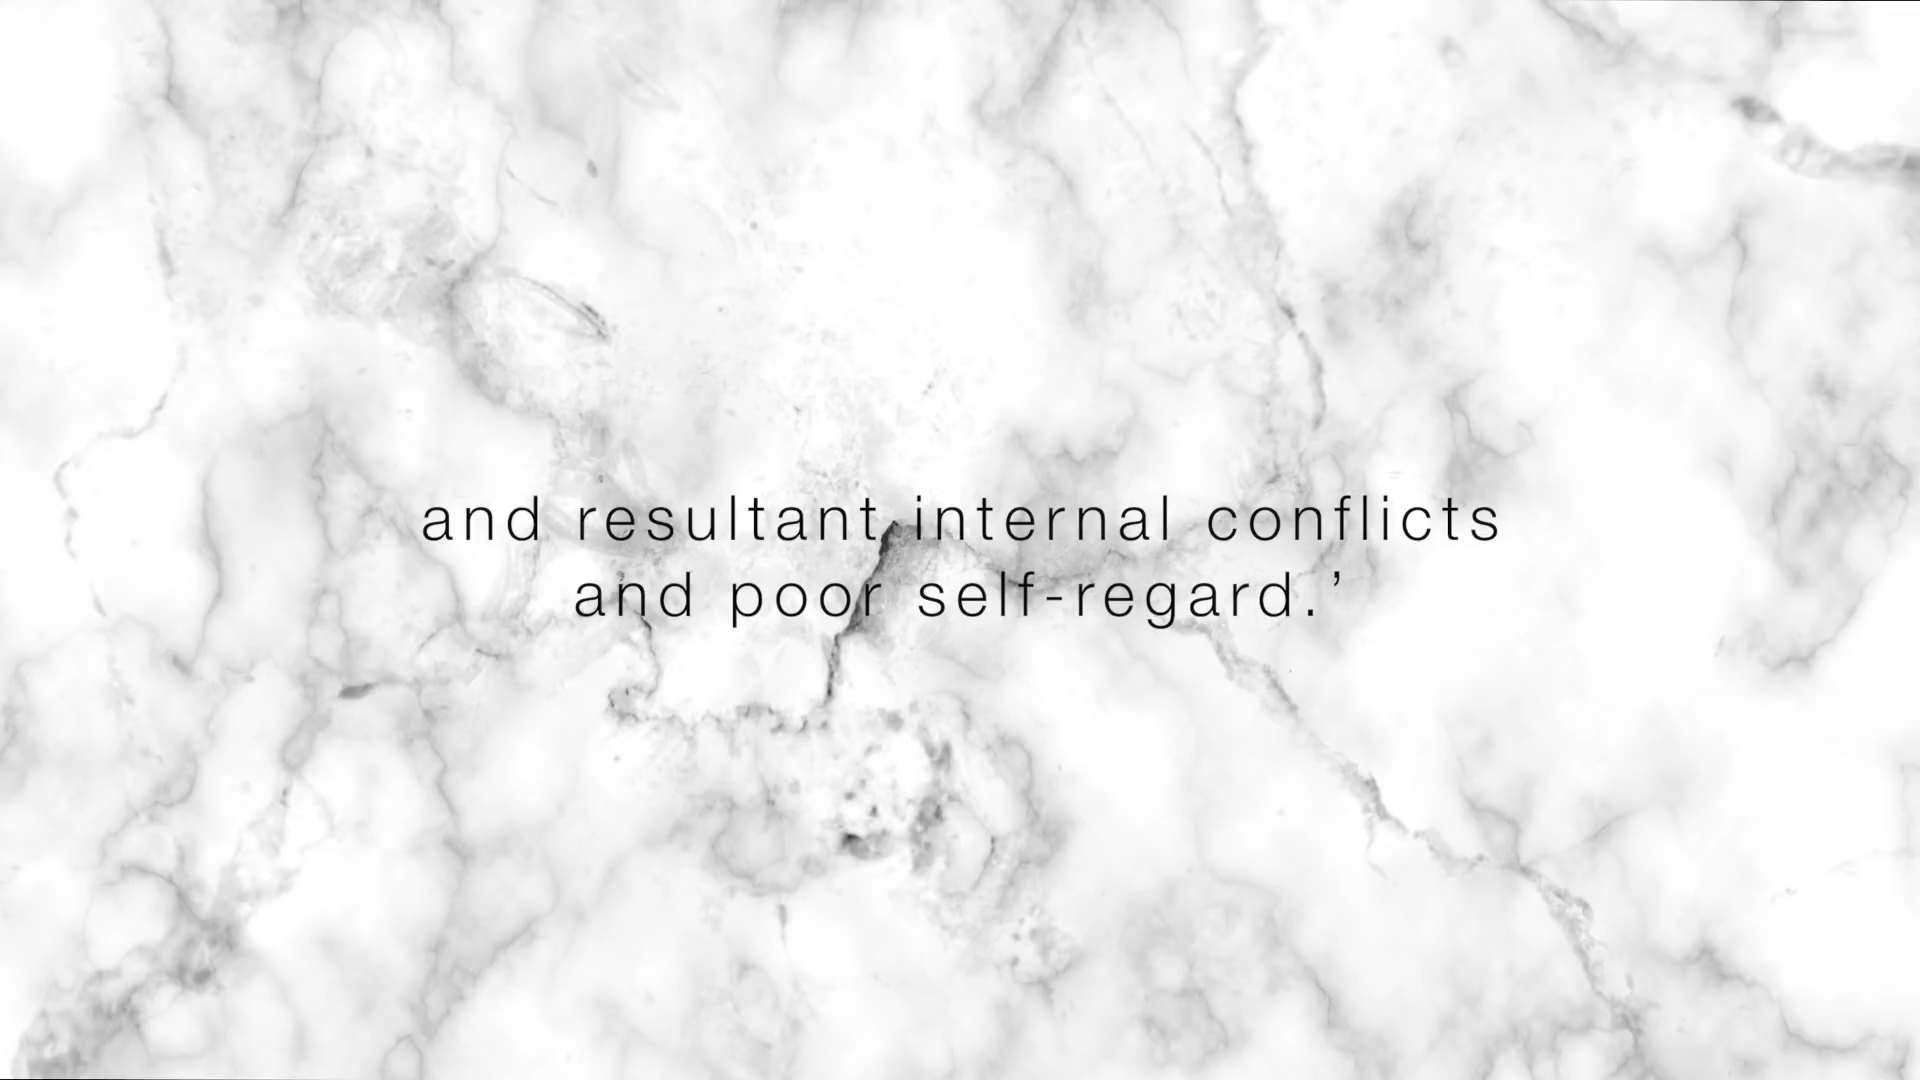 and resultant internal conflicts
and poor self-regard.’